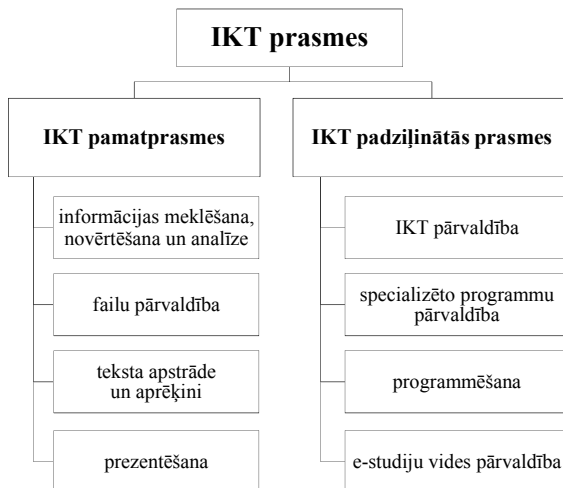 IKT prasmes
IKT pamatprasmes
informācijas meklēšana,
novērtēšana un analīze
failu pārvaldība
teksta apstrāde
un aprēķini
prezentēšana
IKT padziļinātās prasmes
IKT pārvaldība
specializēto programmu
pārvaldība
programmēšana
e-studiju vides pārvaldība